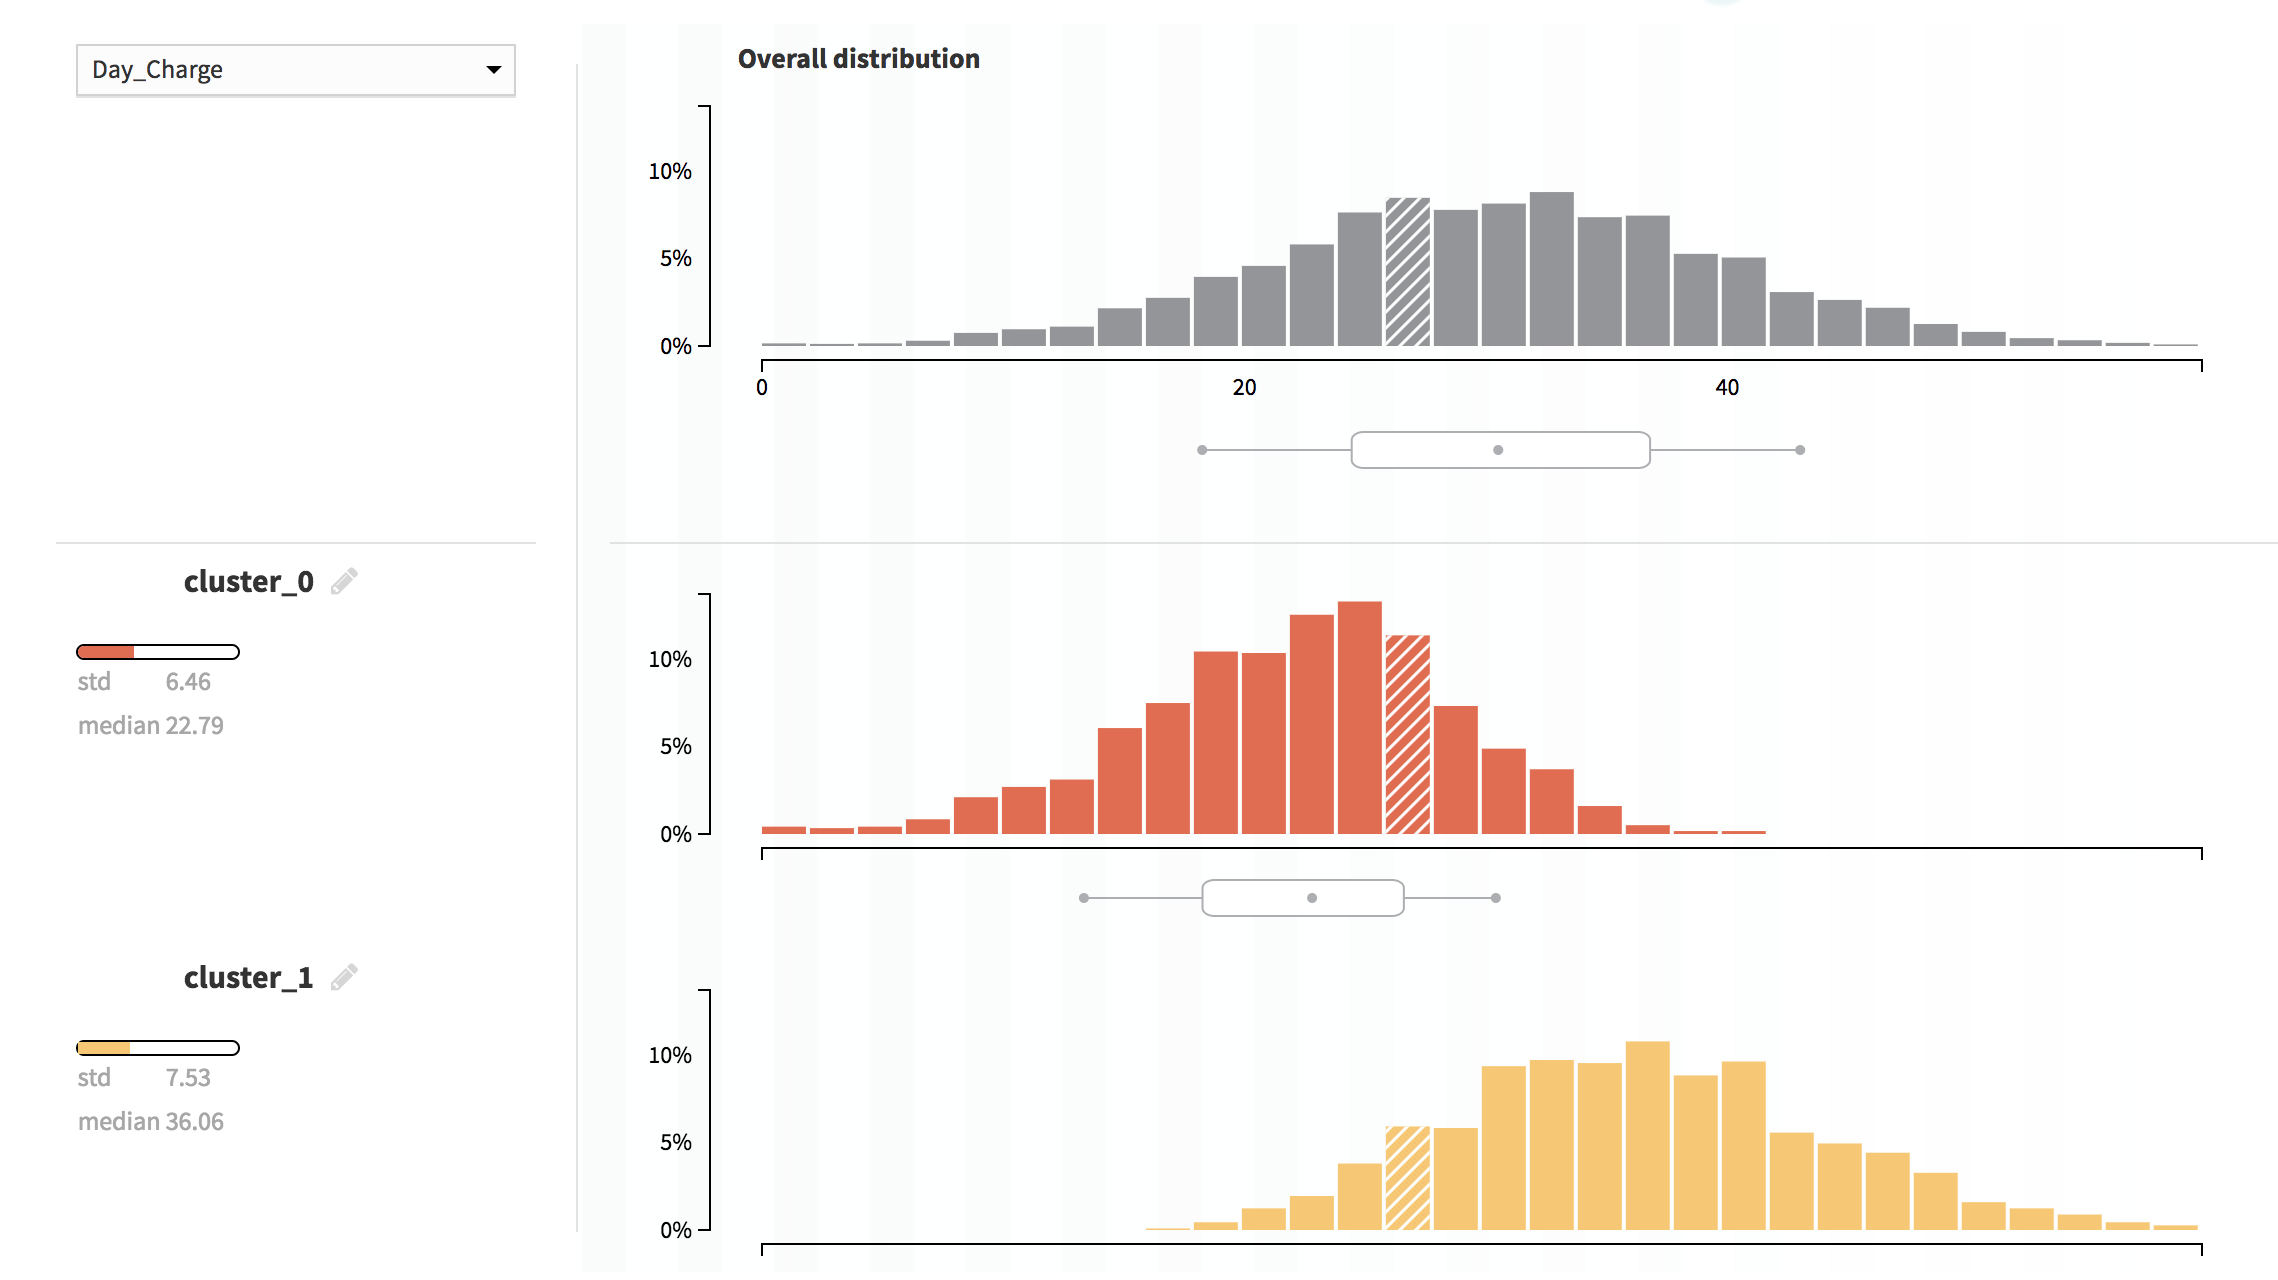 Day_Charge
Overall distribution
10%
5%
0%
0 20 40
cluster_0
std 6.46
median 22.79
10%
5%
0%
cluster_1
std 7.53
median 36.06
10%
5%
0%